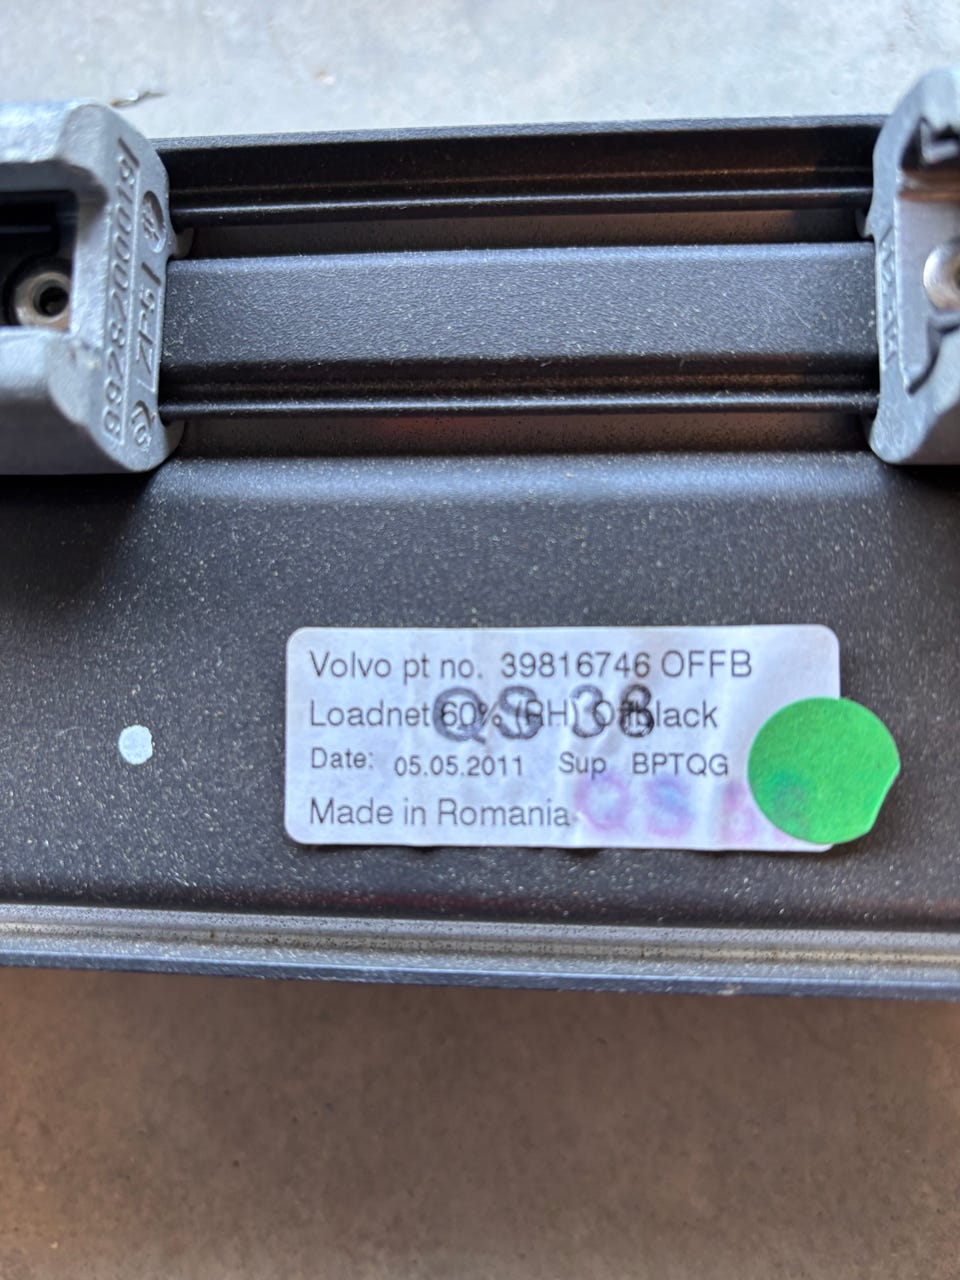 Volvo pt no. 39816746 OFFB
Loadnet 60% (RH) Offblack
QS 38
Date: 05.05.2011 Sup BPTQG
Made in Romania
QS